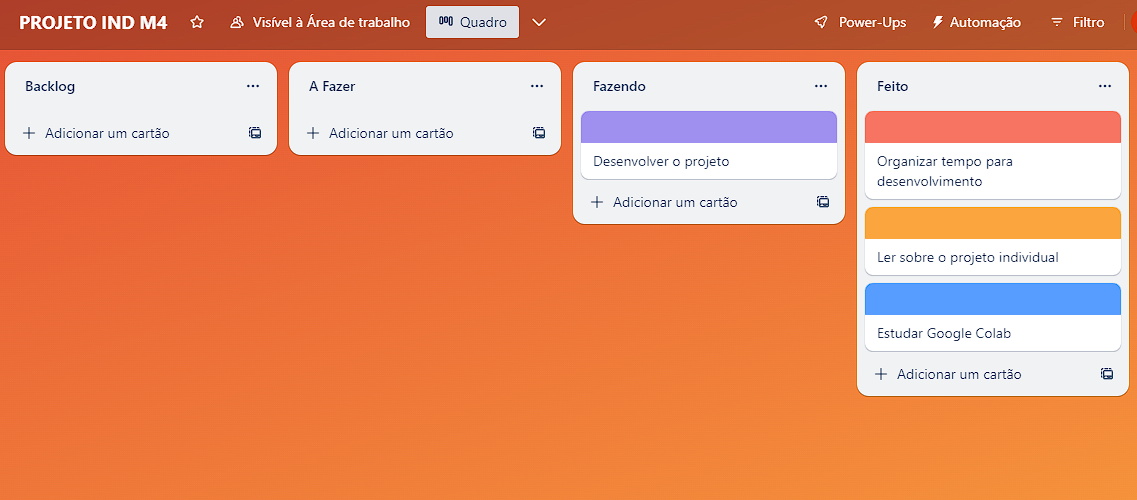 PROJETO IND M4
Visível à Área de trabalho
Quadro
Power-Ups
Automação
Filtro
Backlog
Adicionar um cartão
A Fazer
Adicionar um cartão
Fazendo
Desenvolver o projeto
Adicionar um cartão
Feito
Organizar tempo para
desenvolvimento
Ler sobre o projeto individual
Estudar Google Colab
Adicionar um cartão